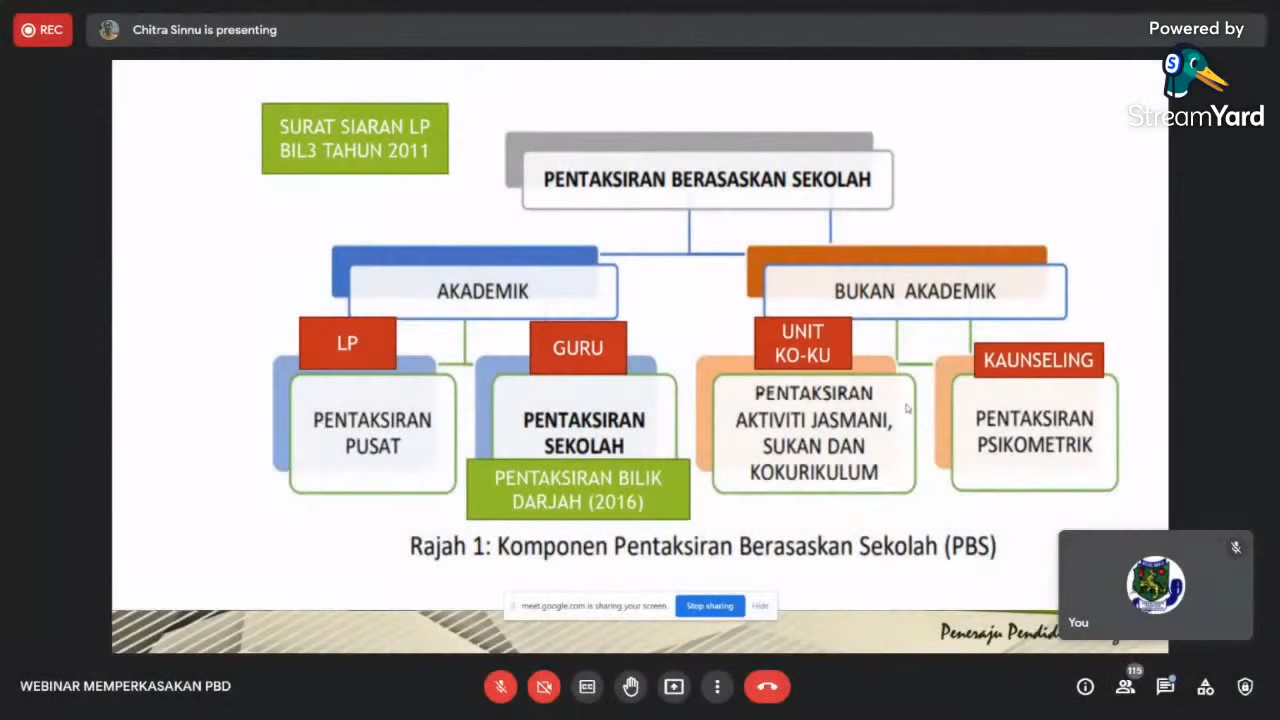 REC
Chitra Sinnu is presenting
Powered by
S
StreamYard
SURAT SIARAN LP
BIL3 TAHUN 2011
PENTAKSIRAN BERASASKAN SEKOLAH
AKADEMIK
BUKAN AKADEMIK
LP
GURU
UNIT
KO-KU
KAUNSELING
PENTAKSIRAN
PUSAT
PENTAKSIRAN
SEKOLAH
PENTAKSIRAN BILIK
DARJAH (2016)
PENTAKSIRAN
AKTIVITI JASMANI,
SUKAN DAN
KOKURIKULUM
PENTAKSIRAN
PSIKOMETRIK
Rajah 1: Komponen Pentaksiran Berasaskan Sekolah (PBS)
meet.google.com is sharing your screen.
Stop sharing
Hide
Peneraju
You
WEBINAR MEMPERKASAKAN PBD
CC
115